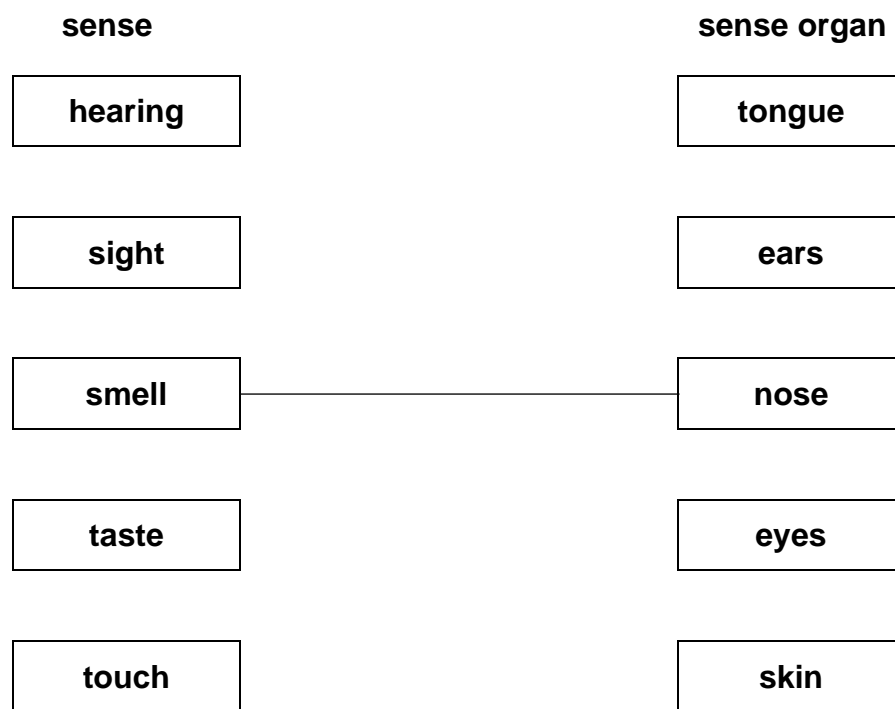 sense sense organ
hearing tongue
sight ears
smell nose
taste eyes
touch skin